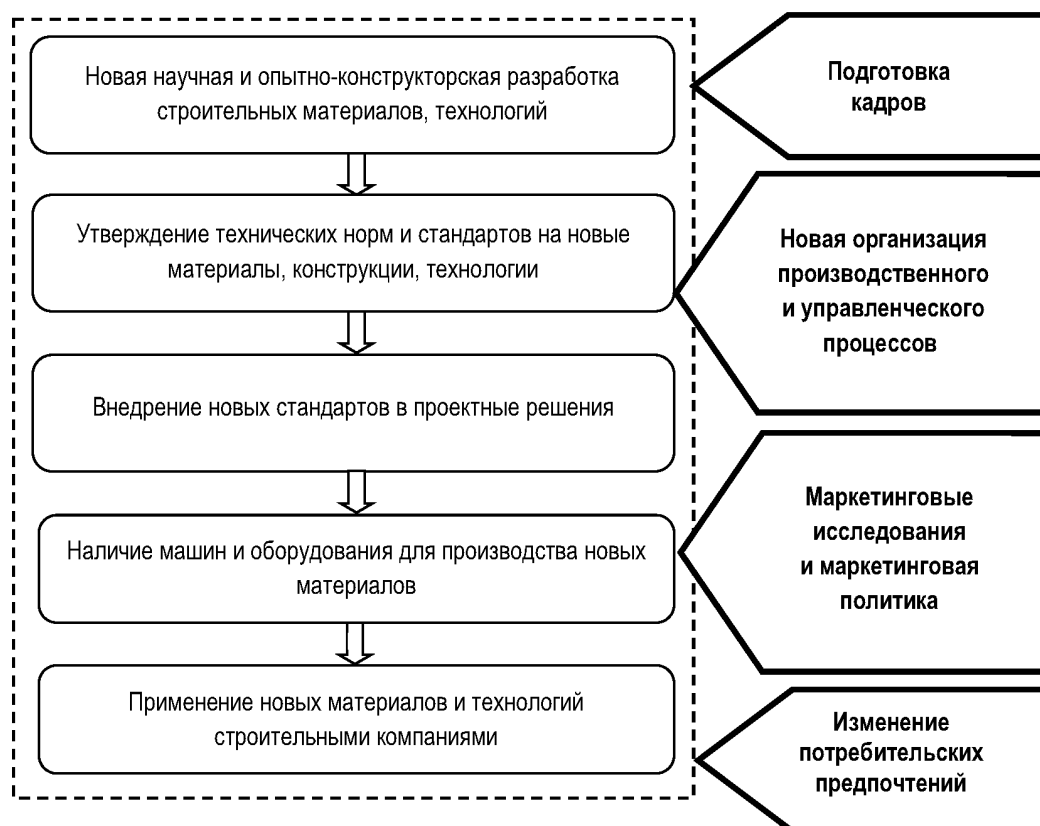 Новая научная и опытно-конструкторская разработка
строительных материалов, технологий
Утверждение технических норм и стандартов на новые
материалы, конструкции, технологии
Внедрение новых стандартов в проектные решения
Наличие машин и оборудования для производства новых
материалов
Применение новых материалов и технологий
строительными компаниями
Подготовка
кадров
Новая организация
производственного
и управленческого
процессов
Маркетинговые
исследования
и маркетинговая
политика
Изменение
потребительских
предпочтений